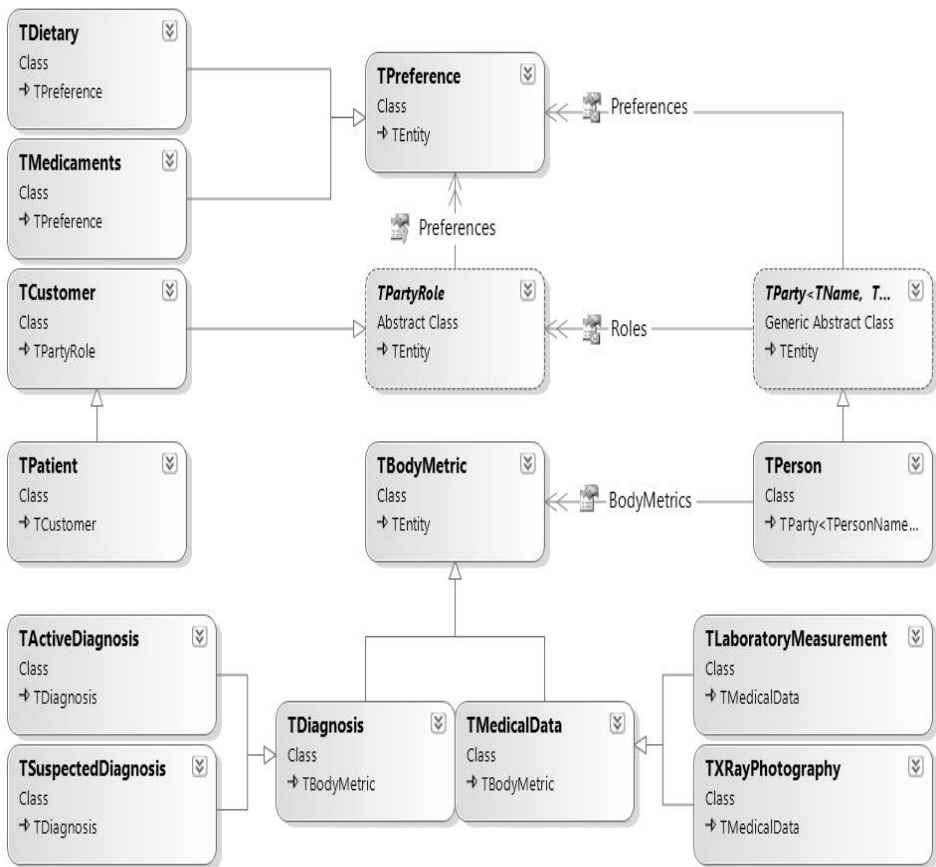 TDietary
Class
TPreference
TPreference
Class
TEntity
Preferences
TMedicaments
Class
TPreference
Preferences
TCustomer
Class
TPartyRole
TPartyRole
Abstract Class
TEntity
Roles
TParty<TName, T...
Generic Abstract Class
TEntity
TPatient
Class
TCustomer
TBodyMetric
Class
TEntity
BodyMetrics
TPerson
Class
TParty<TPersonName...
TActiveDiagnosis
Class
TDiagnosis
TSuspectedDiagnosis
Class
TDiagnosis
TDiagnosis
Class
TBodyMetric
TMedicalData
Class
TBodyMetric
TLaboratoryMeasurement
Class
TMedicalData
TXRayPhotography
Class
TMedicalData